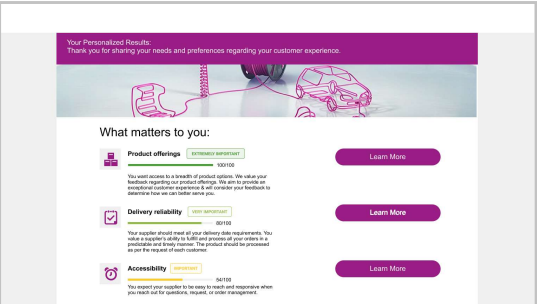 Your Personalized Results:
Thank you for sharing your needs and preferences regarding your customer experience.
What matters to you:
Product offerings EXTREMELY IMPORTANT
100/100
Learn More
You want access to a breadth of product options. We value your
feedback regarding our product offerings. We aim to provide an
exceptional customer experience & will consider your feedback to
determine how we can better serve you.
Delivery reliability VERY IMPORTANT
80/100
Learn More
Your supplier should meet all your delivery date requirements. You
value a supplier's ability to fulfill and process all your orders in a
predictable and timely manner. The product should be processed
as per the request of each customer.
Accessibility IMPORTANT
54/100
Learn More
You expect your supplier to be easy to reach and responsive when
you reach out for questions, request, or order management.